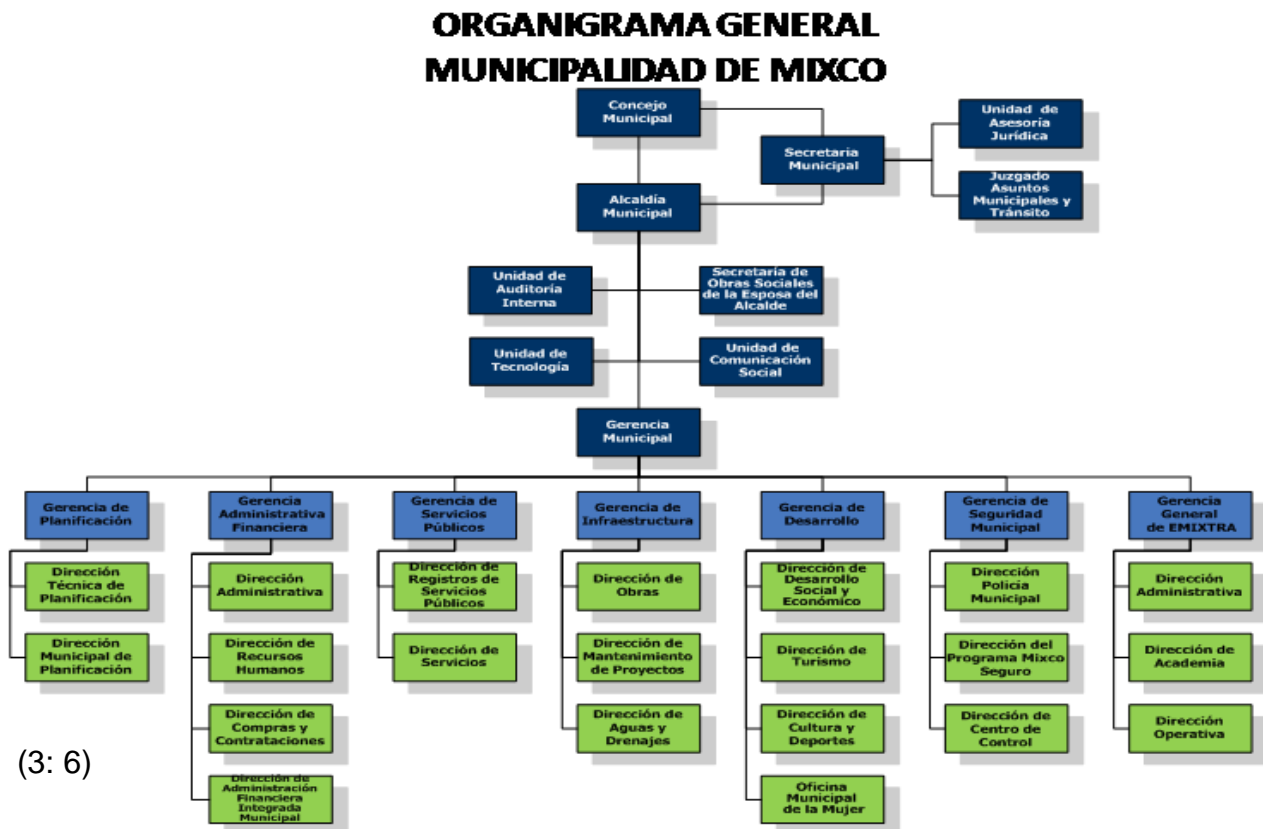 ORGANIGRAMA GENERAL
MUNICIPALIDAD DE MIXCO
Concejo
Municipal
Secretaria
Municipal
Unidad de
Asesoría
Jurídica
Juzgado
Asuntos
Municipales y
Tránsito
Alcaldía
Municipal
Unidad de
Auditoría
Interna
Secretaría de
Obras Sociales
de la Esposa del
Alcalde
Unidad de
Tecnología
Unidad de
Comunicación
Social
Gerencia
Municipal
Gerencia de
Planificación
Gerencia
Administrativa
Financiera
Gerencia de
Servicios
Públicos
Gerencia de
Infraestructura
Gerencia de
Desarrollo
Gerencia de
Seguridad
Municipal
Gerencia
General
de EMIXTRA
Dirección
Técnica de
Planificación
Dirección
Administrativa
Dirección de
Registros de
Servicios
Públicos
Dirección de
Obras
Dirección de
Desarrollo
Social y
Económico
Dirección
Policía
Municipal
Dirección
Administrativa
Dirección
Municipal de
Planificación
Dirección de
Recursos
Humanos
Dirección de
Servicios
Dirección de
Mantenimiento
de Proyectos
Dirección de
Turismo
Dirección del
Programa Mixco
Seguro
Dirección de
Academia
Dirección de
Compras y
Contrataciones
Dirección de
Aguas y
Drenajes
Dirección de
Cultura y
Deportes
Dirección de
Centro de
Control
Dirección
Operativa
(3: 6)
Dirección de
Administración
Financiera
Integrada
Municipal
Oficina
Municipal
de la Mujer